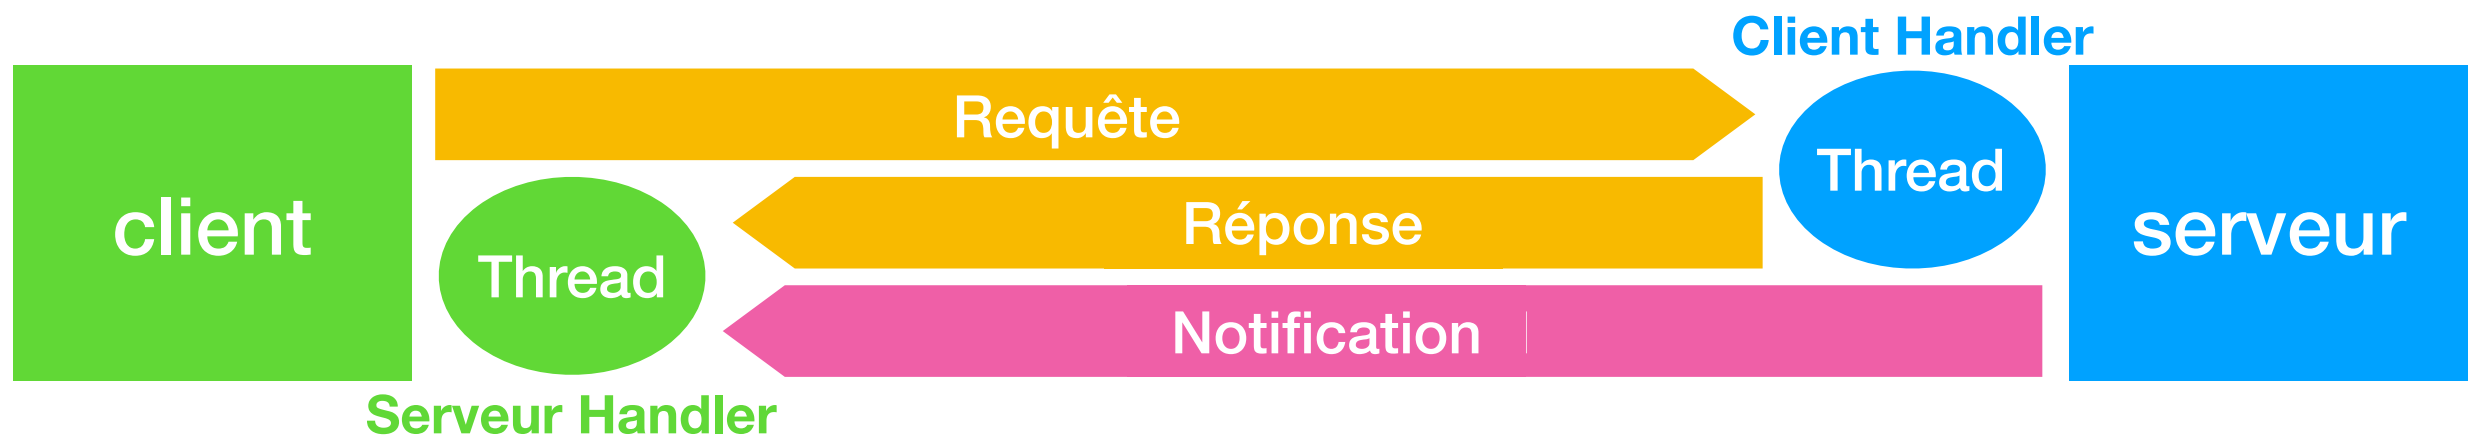 Client Handler
Requête
Thread
client
Réponse
serveur
Thread
Notification
Serveur Handler